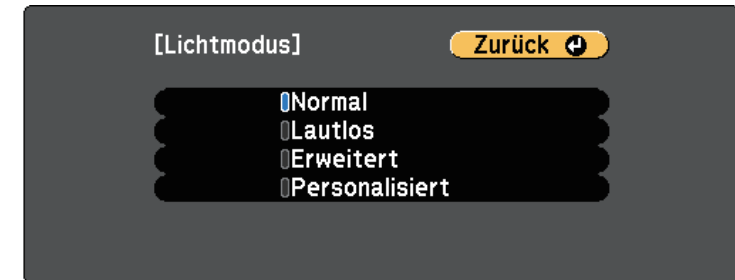 [Lichtmodus]
Zurück
Normal
Lautlos
Erweitert
Personalisiert